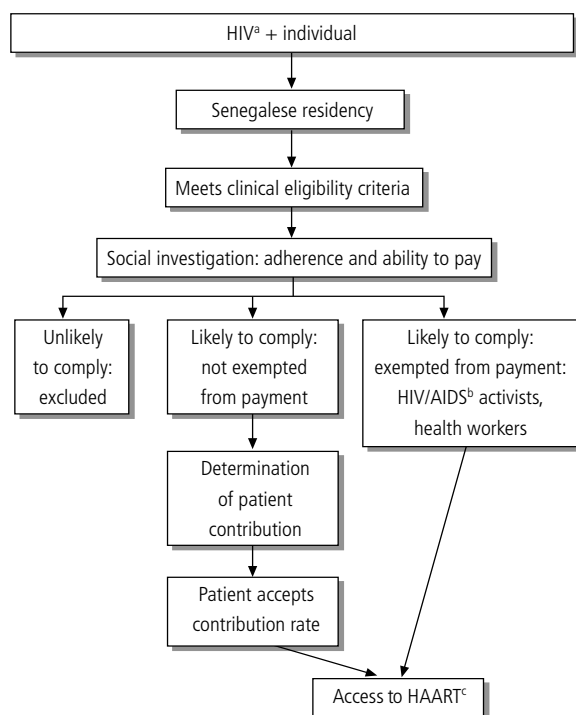 HIVᵃ + individual
Senegalese residency
Meets clinical eligibility criteria
Social investigation: adherence and ability to pay
Unlikely
to comply:
excluded
Likely to comply:
not exempted
from payment
Likely to comply:
exempted from payment:
HIV/AIDSᵇ activists,
health workers
Determination
of patient
contribution
Patient accepts
contribution rate
Access to HAARTᶜ